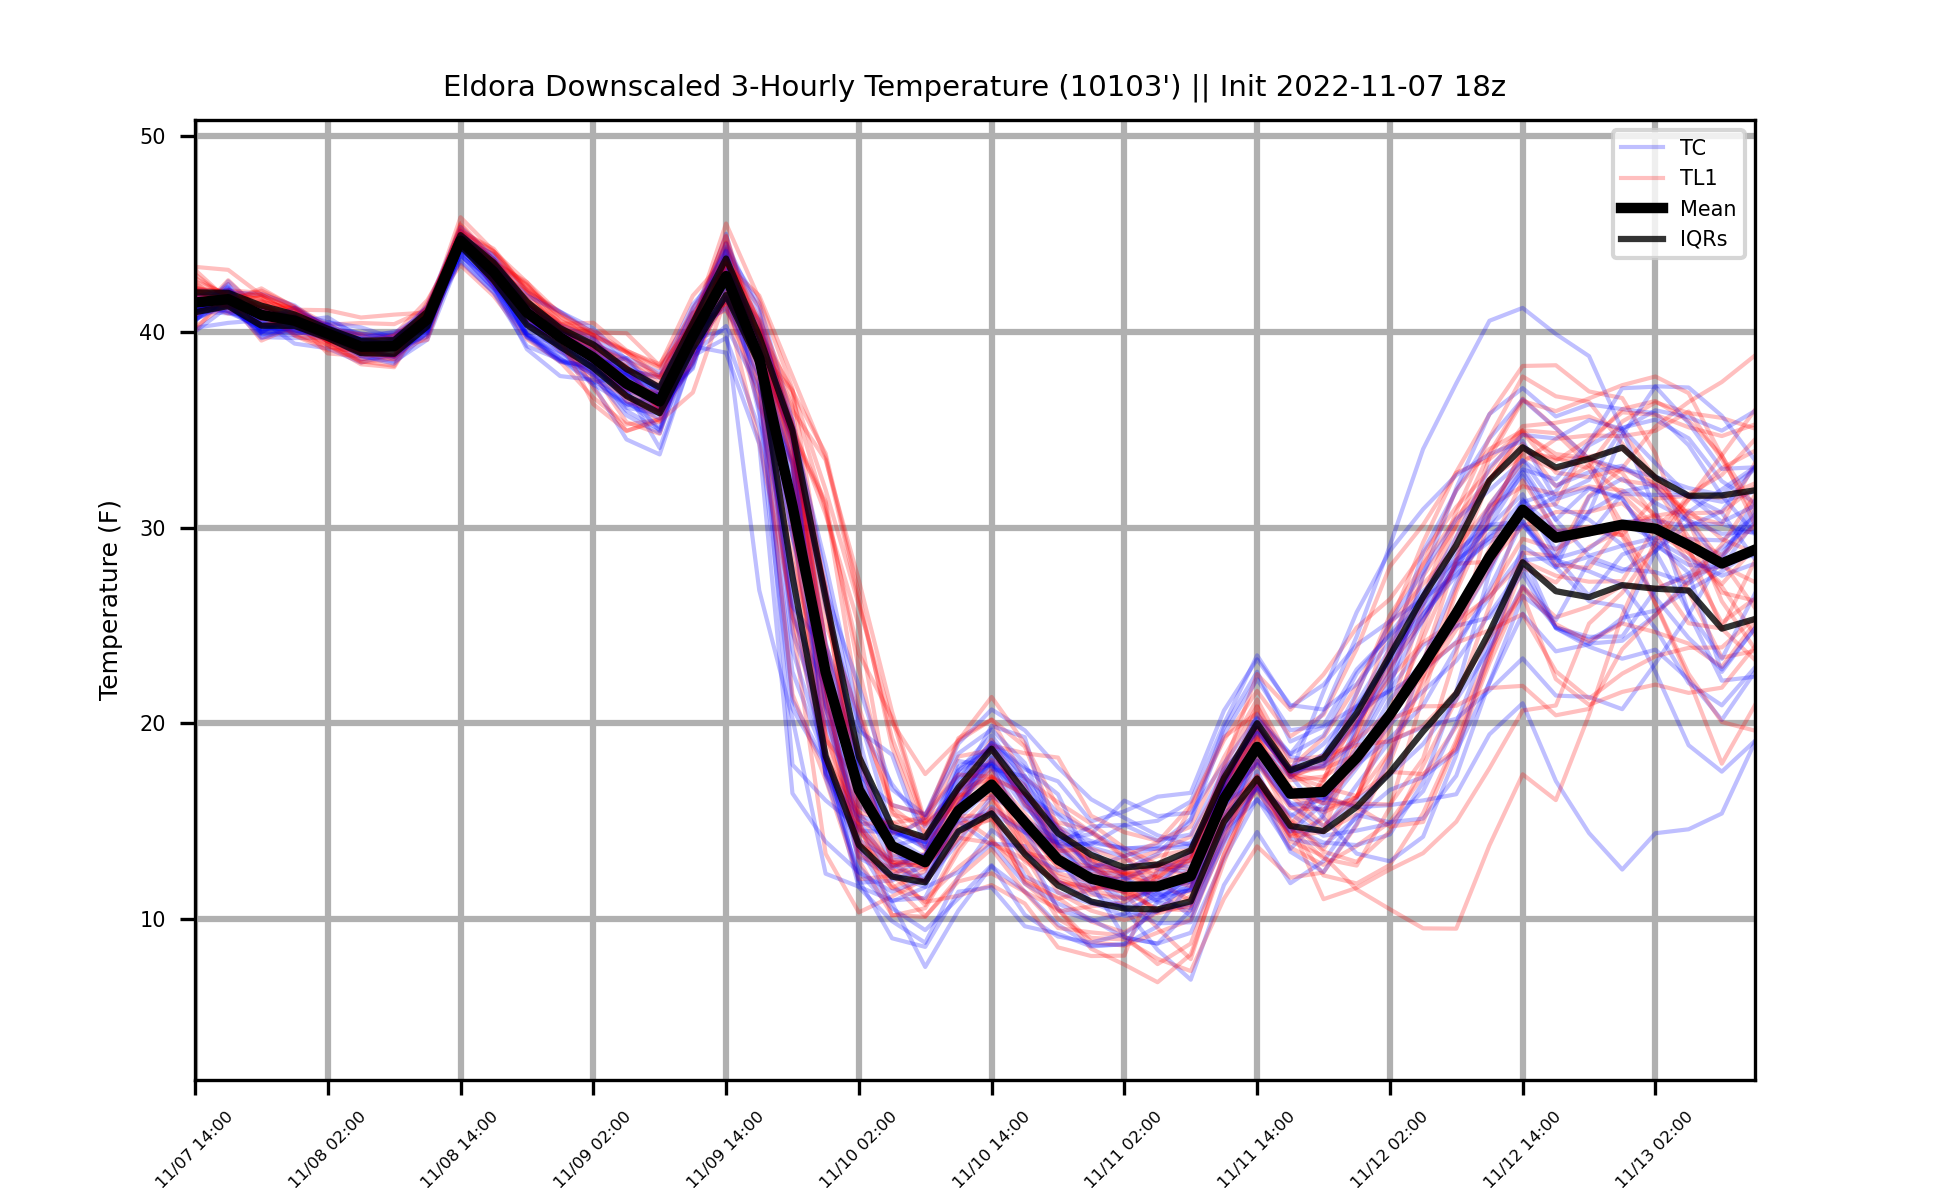 Eldora Downscaled 3-Hourly Temperature (10103') || Init 2022-11-07 18z
TC
TL1
Mean
IQRs
Temperature (F)
50
40
30
20
10
11/07 14:00
11/08 02:00
11/08 14:00
11/09 02:00
11/09 14:00
11/10 02:00
11/10 14:00
11/11 02:00
11/11 14:00
11/12 02:00
11/12 14:00
11/13 02:00